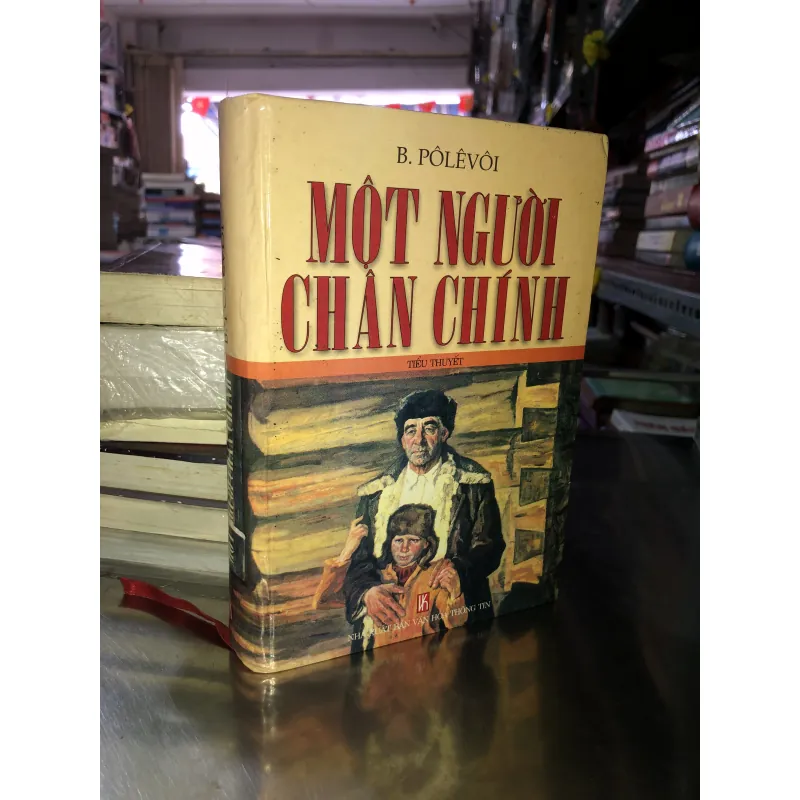 B. PÔLÊVÔI
MỘT NGƯỜI
CHÂN CHÍNH
TIỂU THUYẾT
NHÀ XUẤT BẢN VĂN HÓA THÔNG TIN